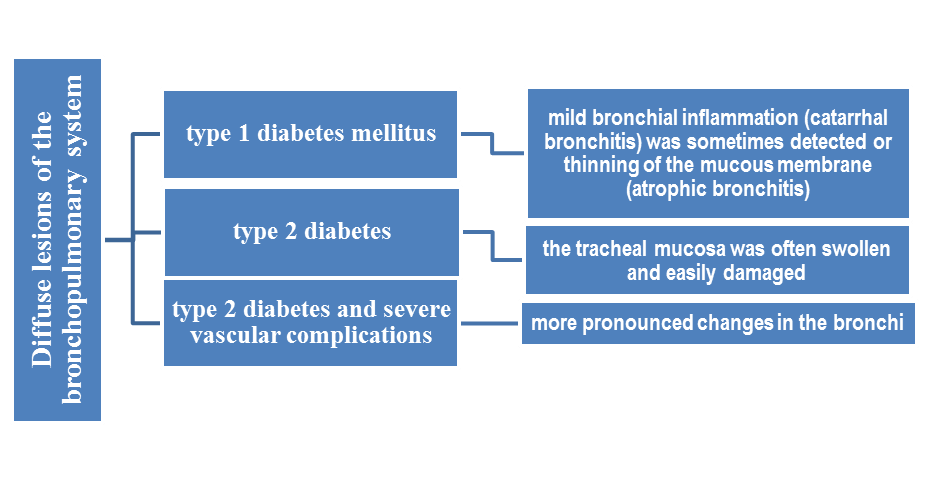 Diffuse lesions of the
bronchopulmonary system
type 1 diabetes mellitus
mild bronchial inflammation (catarrhal
bronchitis) was sometimes detected or
thinning of the mucous membrane
(atrophic bronchitis)
type 2 diabetes
the tracheal mucosa was often swollen
and easily damaged
type 2 diabetes and severe
vascular complications
more pronounced changes in the bronchi